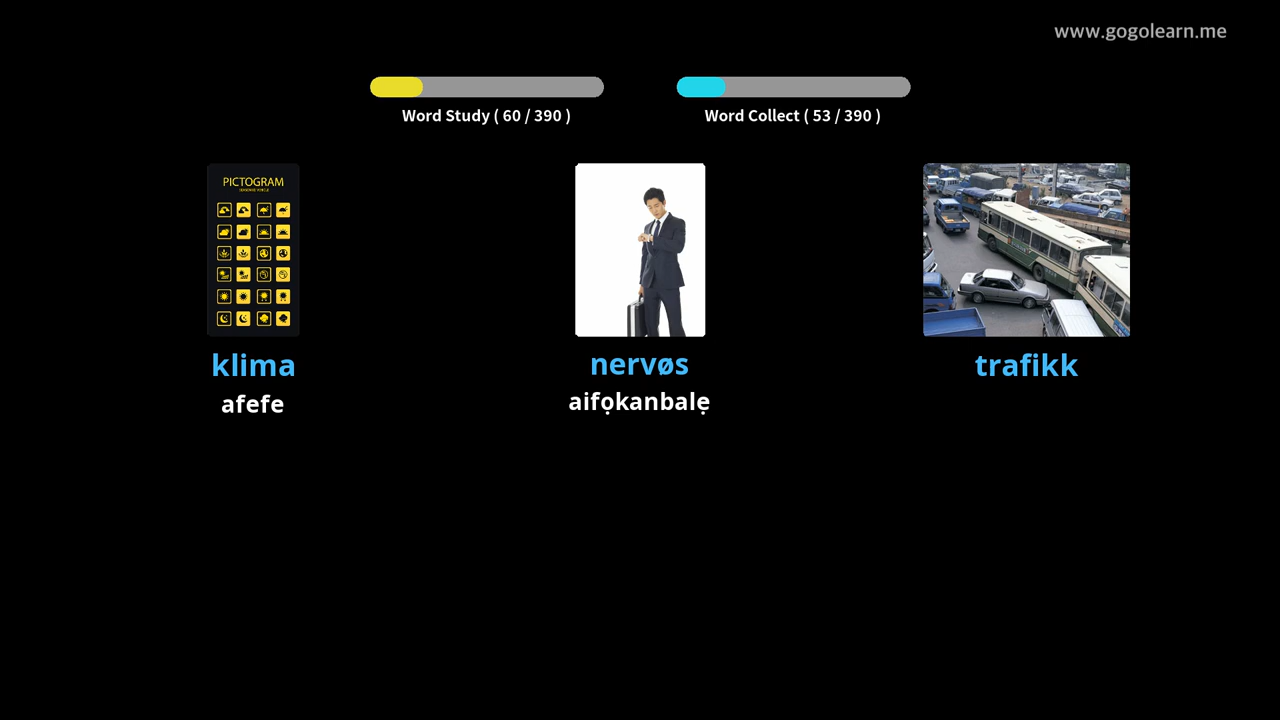 www.gogolearn.me
Word Study ( 60 / 390 )
Word Collect ( 53 / 390 )
PICTOGRAM
klima
nervøs
trafikk
afefe
aifọkanbalẹ